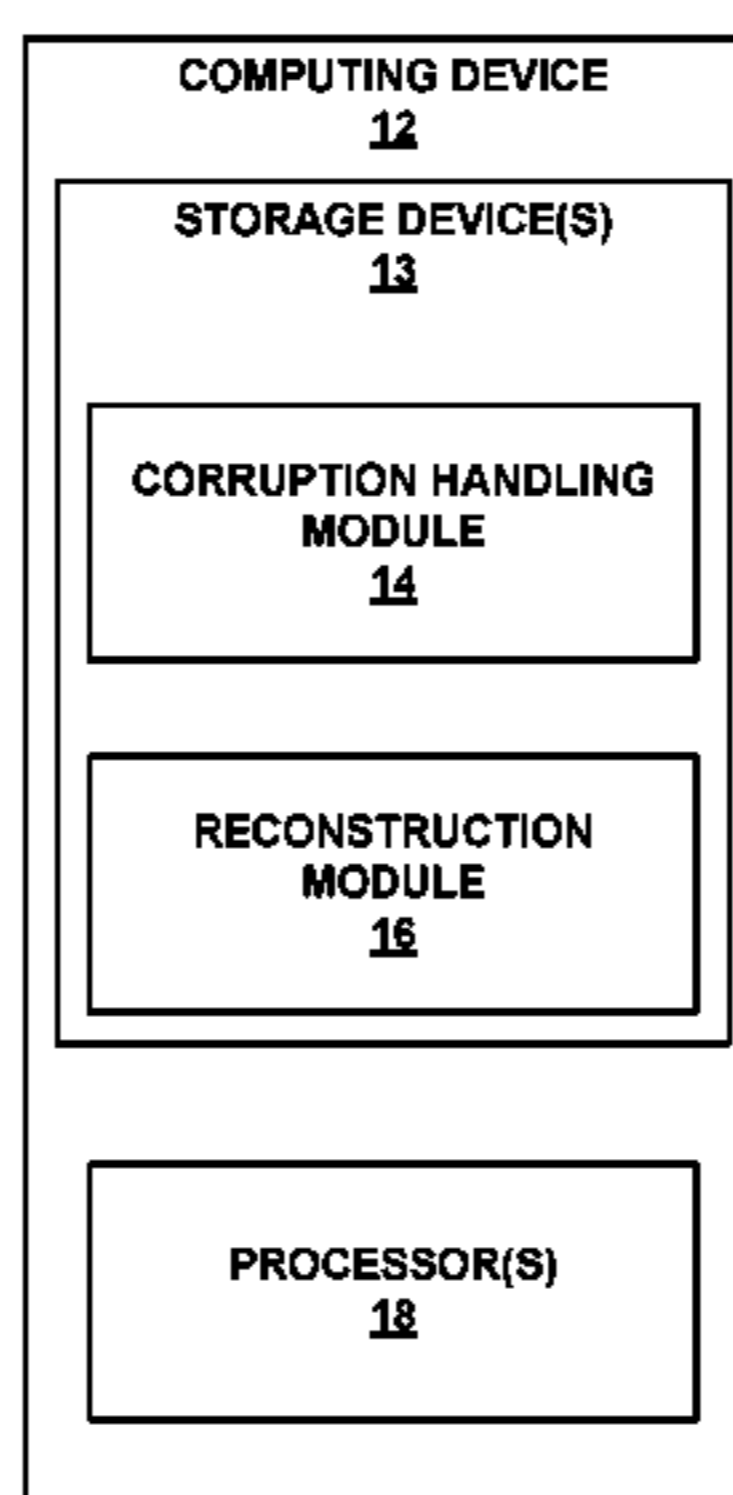 COMPUTING DEVICE
12
STORAGE DEVICE(S)
13
CORRUPTION HANDLING
MODULE
14
RECONSTRUCTION
MODULE
16
PROCESSOR(S)
18